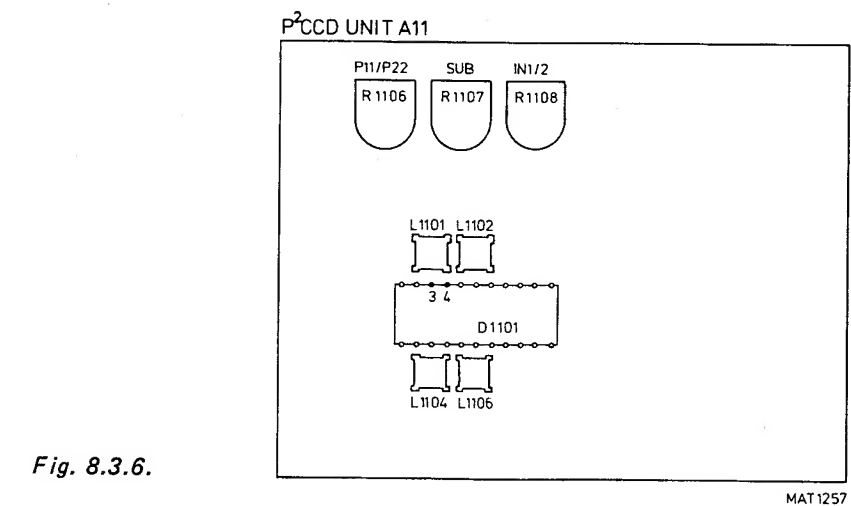 P²CCD UNIT A11
P11/P22 SUB IN1/2
R1106 R1107 R1108
L1101 L1102
3 4
D1101
L1104 L1106
Fig. 8.3.6.
MAT1257